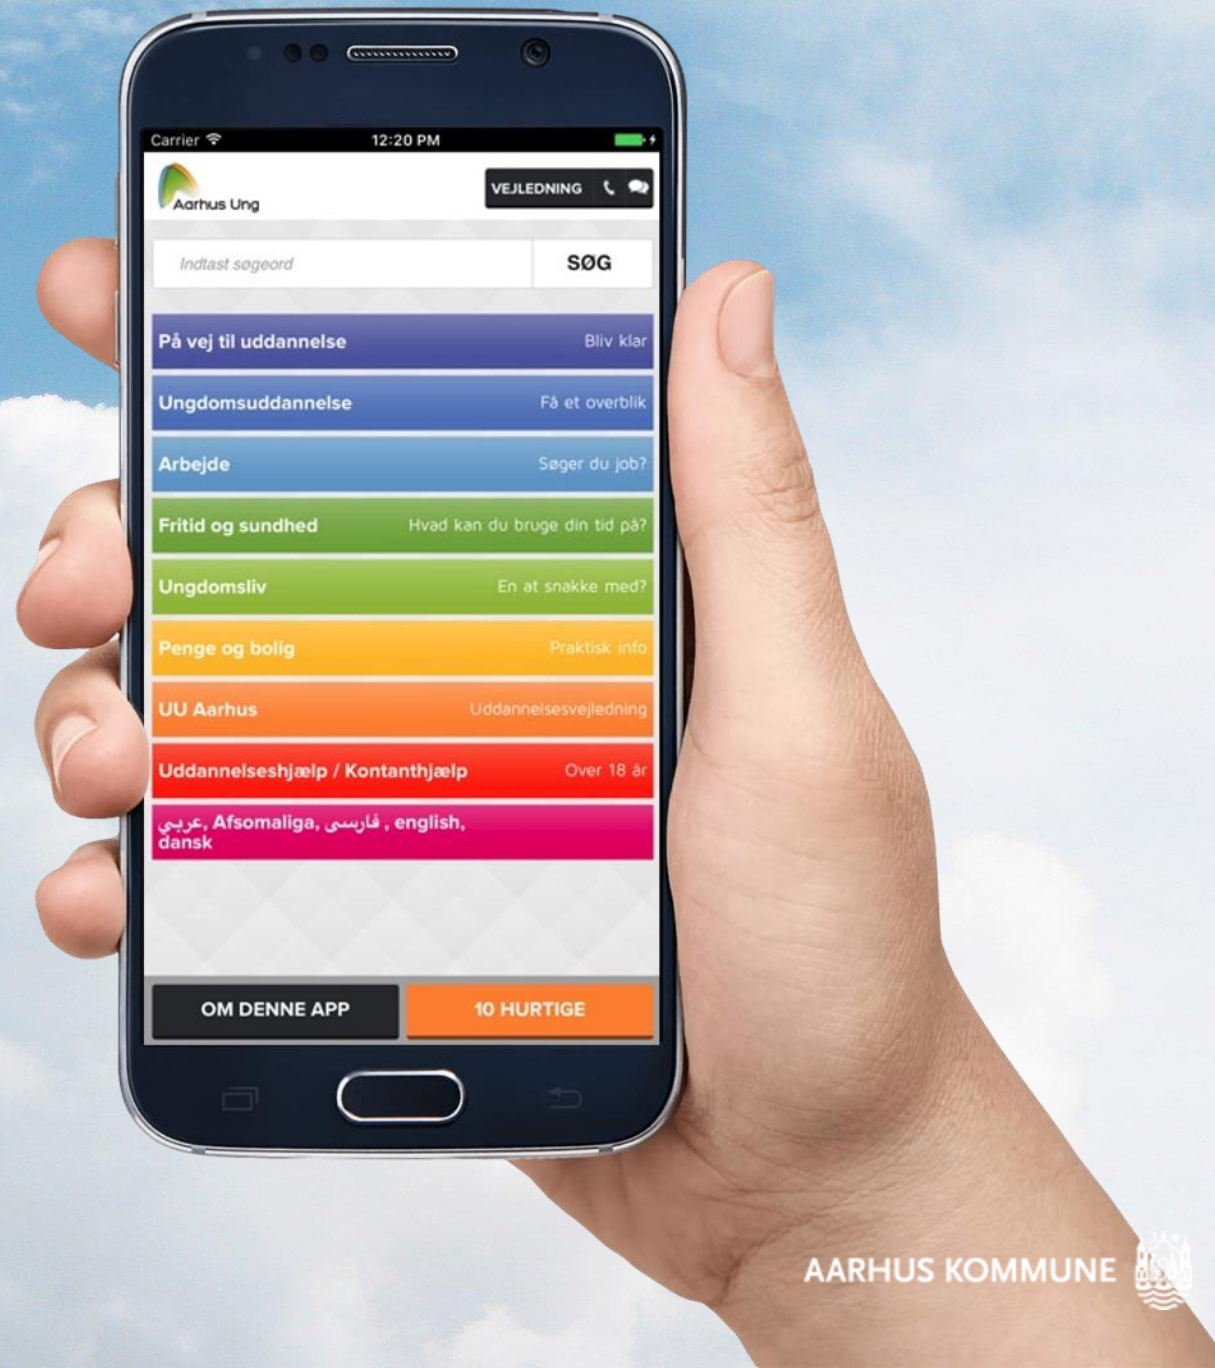 Carrier 12:20 PM
Aarhus Ung
VEJLEDNING
Indtast søgeord SØG
På vej til uddannelse Bliv klar
Ungdomsuddannelse Få et overblik
Arbejde Søger du job?
Fritid og sundhed Hvad kan du bruge din tid på?
Ungdomsliv En at snakke med?
Penge og bolig Praktisk info
UU Aarhus Uddannelsesvejledning
Uddannelseshjælp / Kontanthjælp Over 18 år
عربي, Afsomaliga, فارسی , english,
dansk
OM DENNE APP 10 HURTIGE
AARHUS KOMMUNE